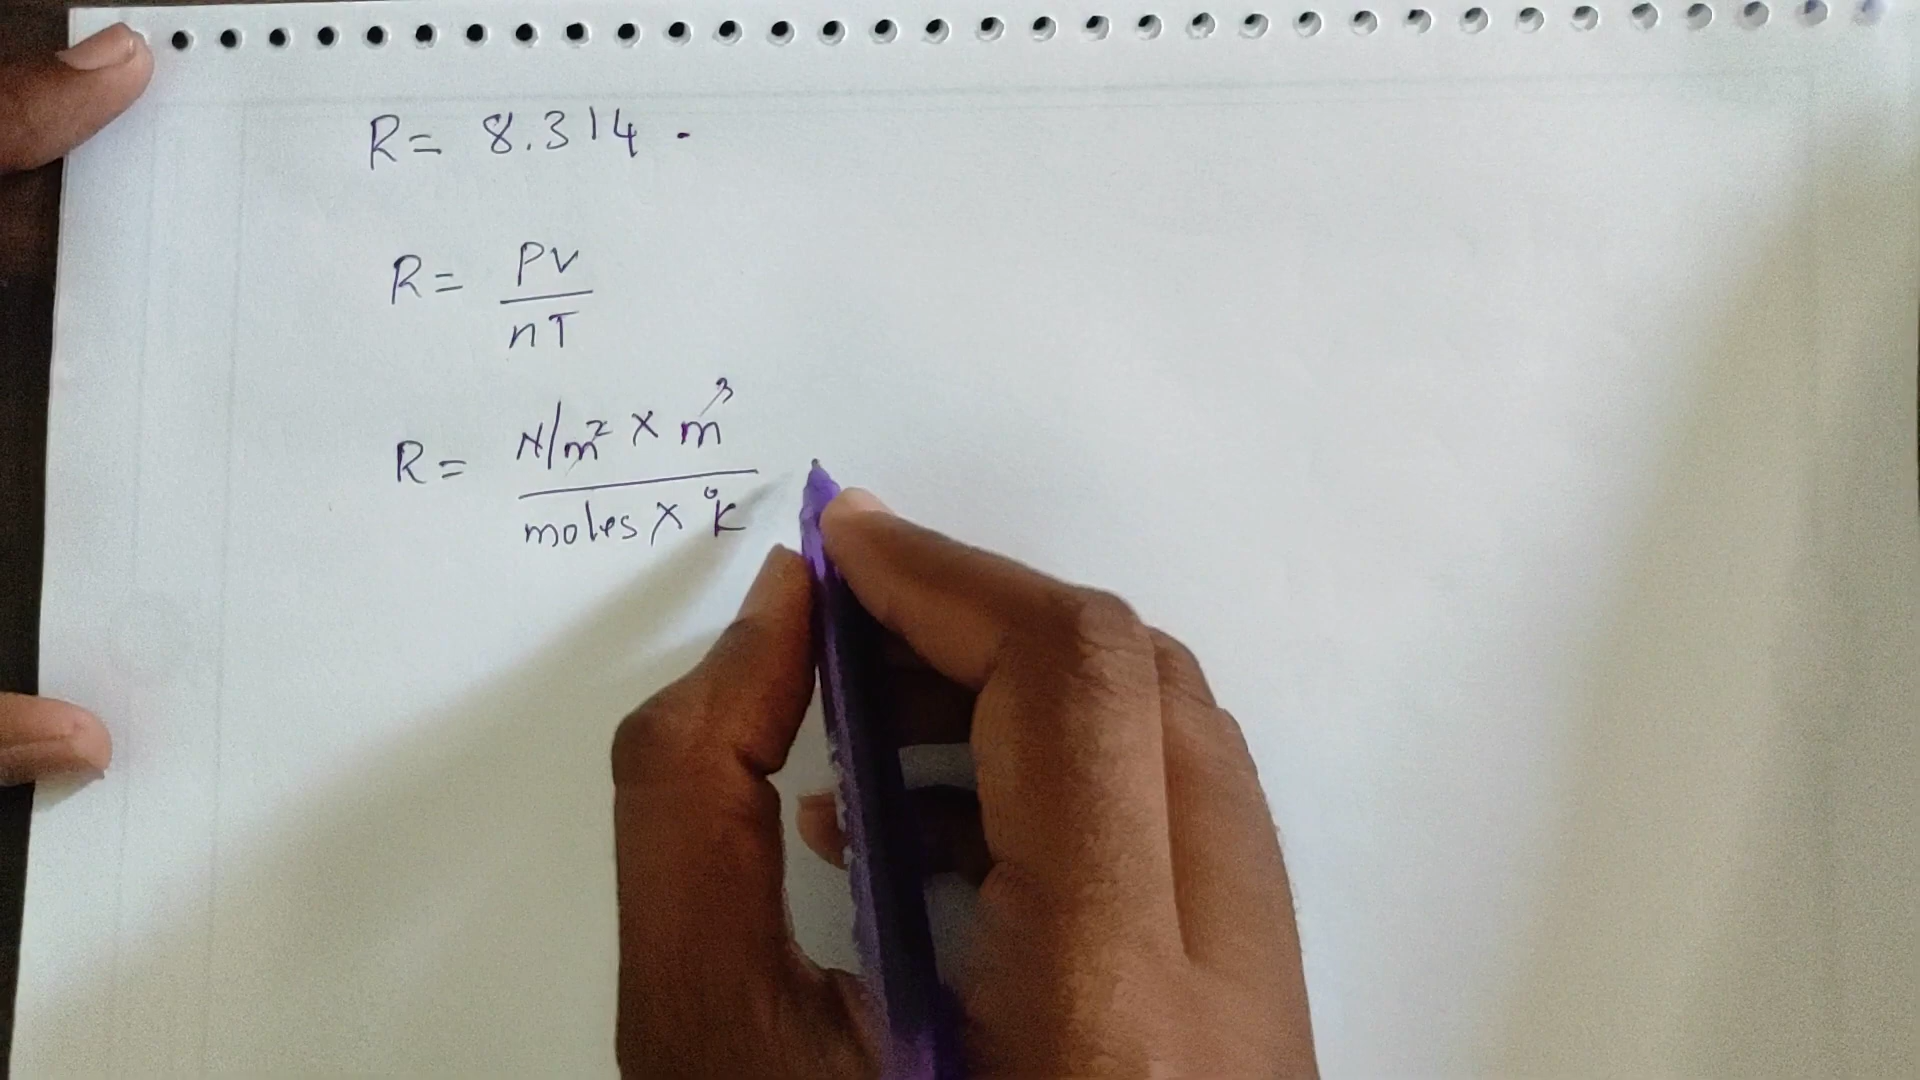 R = 8.314 .
R = PV / nT
R = N/m² × m³ / moles × °K